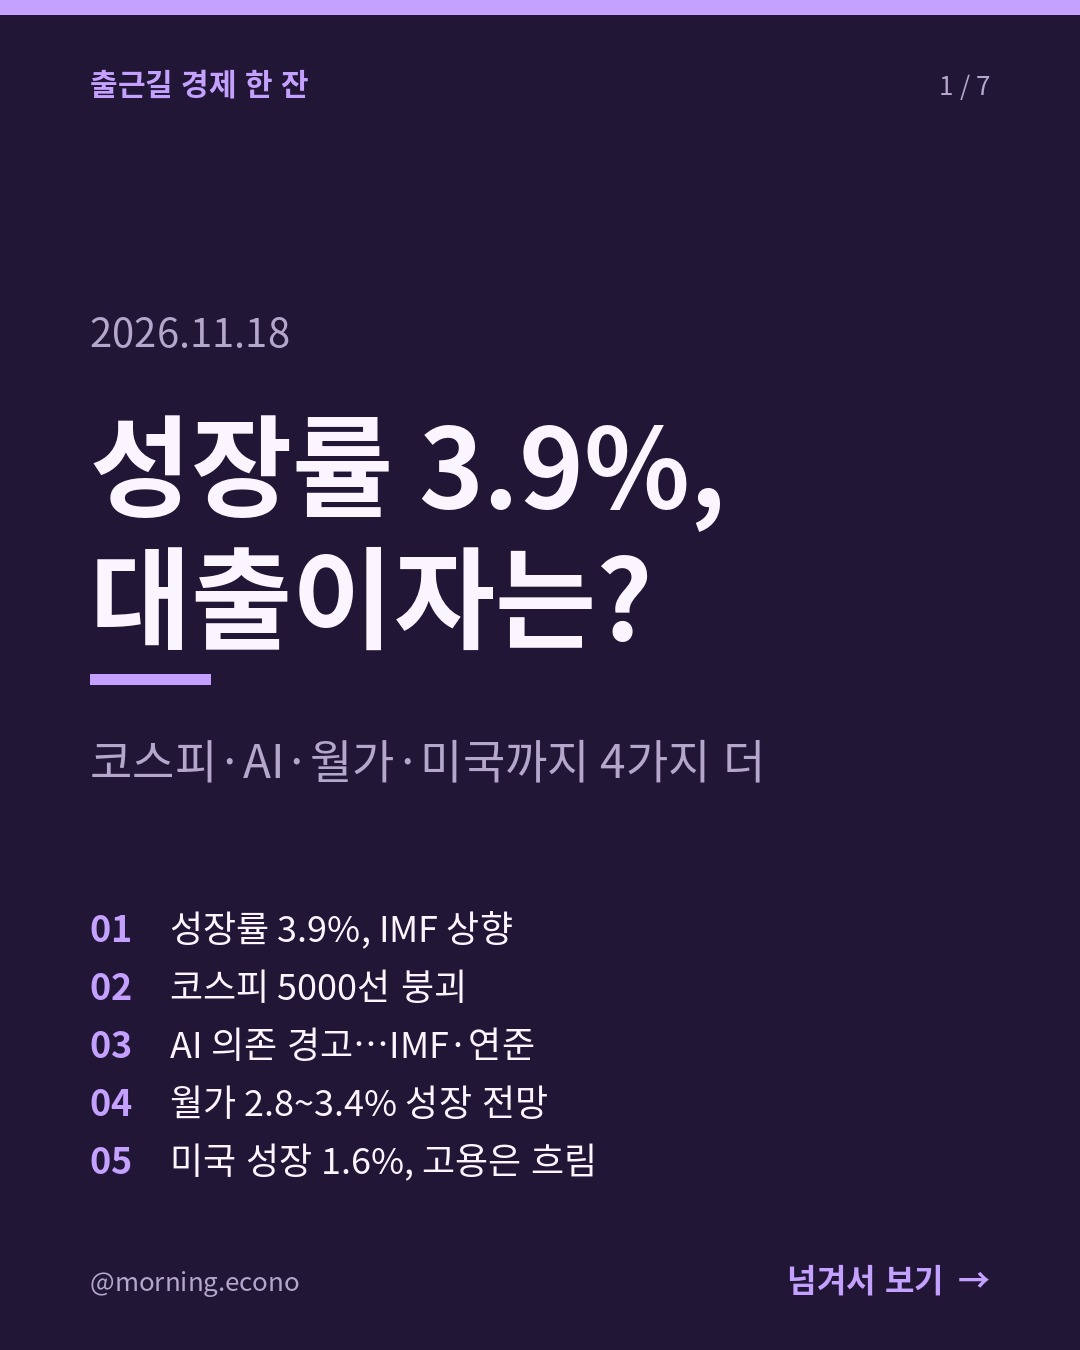 출근길 경제 한 잔
1 / 7
2026.11.18
성장률 3.9%,
대출이자는?
코스피·AI·월가·미국까지 4가지 더
01 성장률 3.9%, IMF 상향
02 코스피 5000선 붕괴
03 AI 의존 경고…IMF·연준
04 월가 2.8~3.4% 성장 전망
05 미국 성장 1.6%, 고용은 흐림
@morning.econo
넘겨서 보기 →